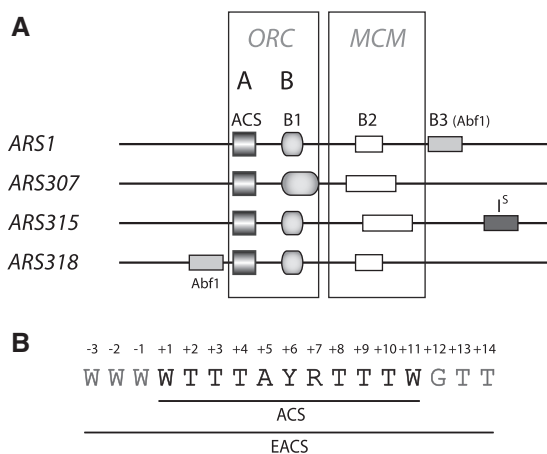 A
ORC MCM
A B
ACS B1 B2 B3 (Abf1)
ARS1
ARS307
I^S
ARS315
ARS318
Abf1
B
-3 -2 -1 +1 +2 +3 +4 +5 +6 +7 +8 +9 +10 +11 +12 +13 +14
W W W W T T T A Y R T T T W G T T
ACS
EACS